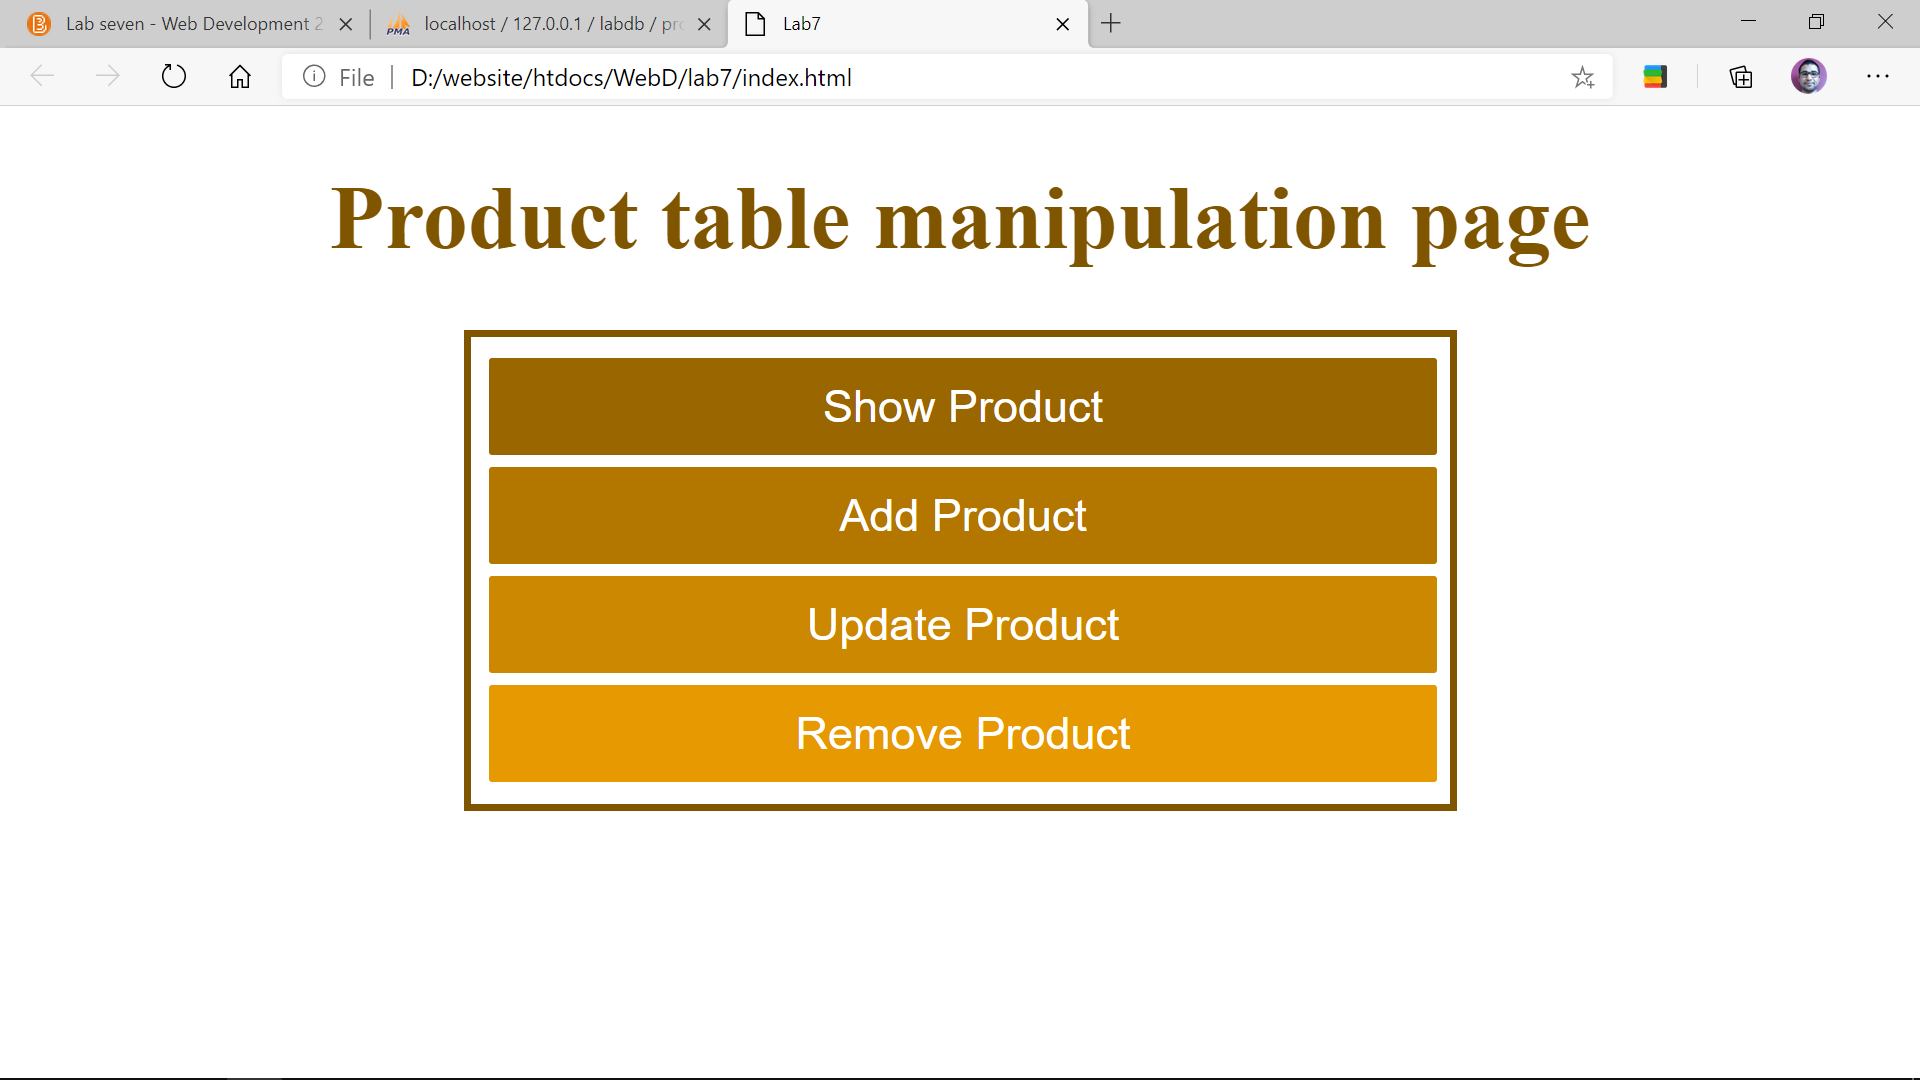 Lab seven - Web Development 2
localhost / 127.0.0.1 / labdb / pro
Lab7
File
D:/website/htdocs/WebD/lab7/index.html
Product table manipulation page
Show Product
Add Product
Update Product
Remove Product